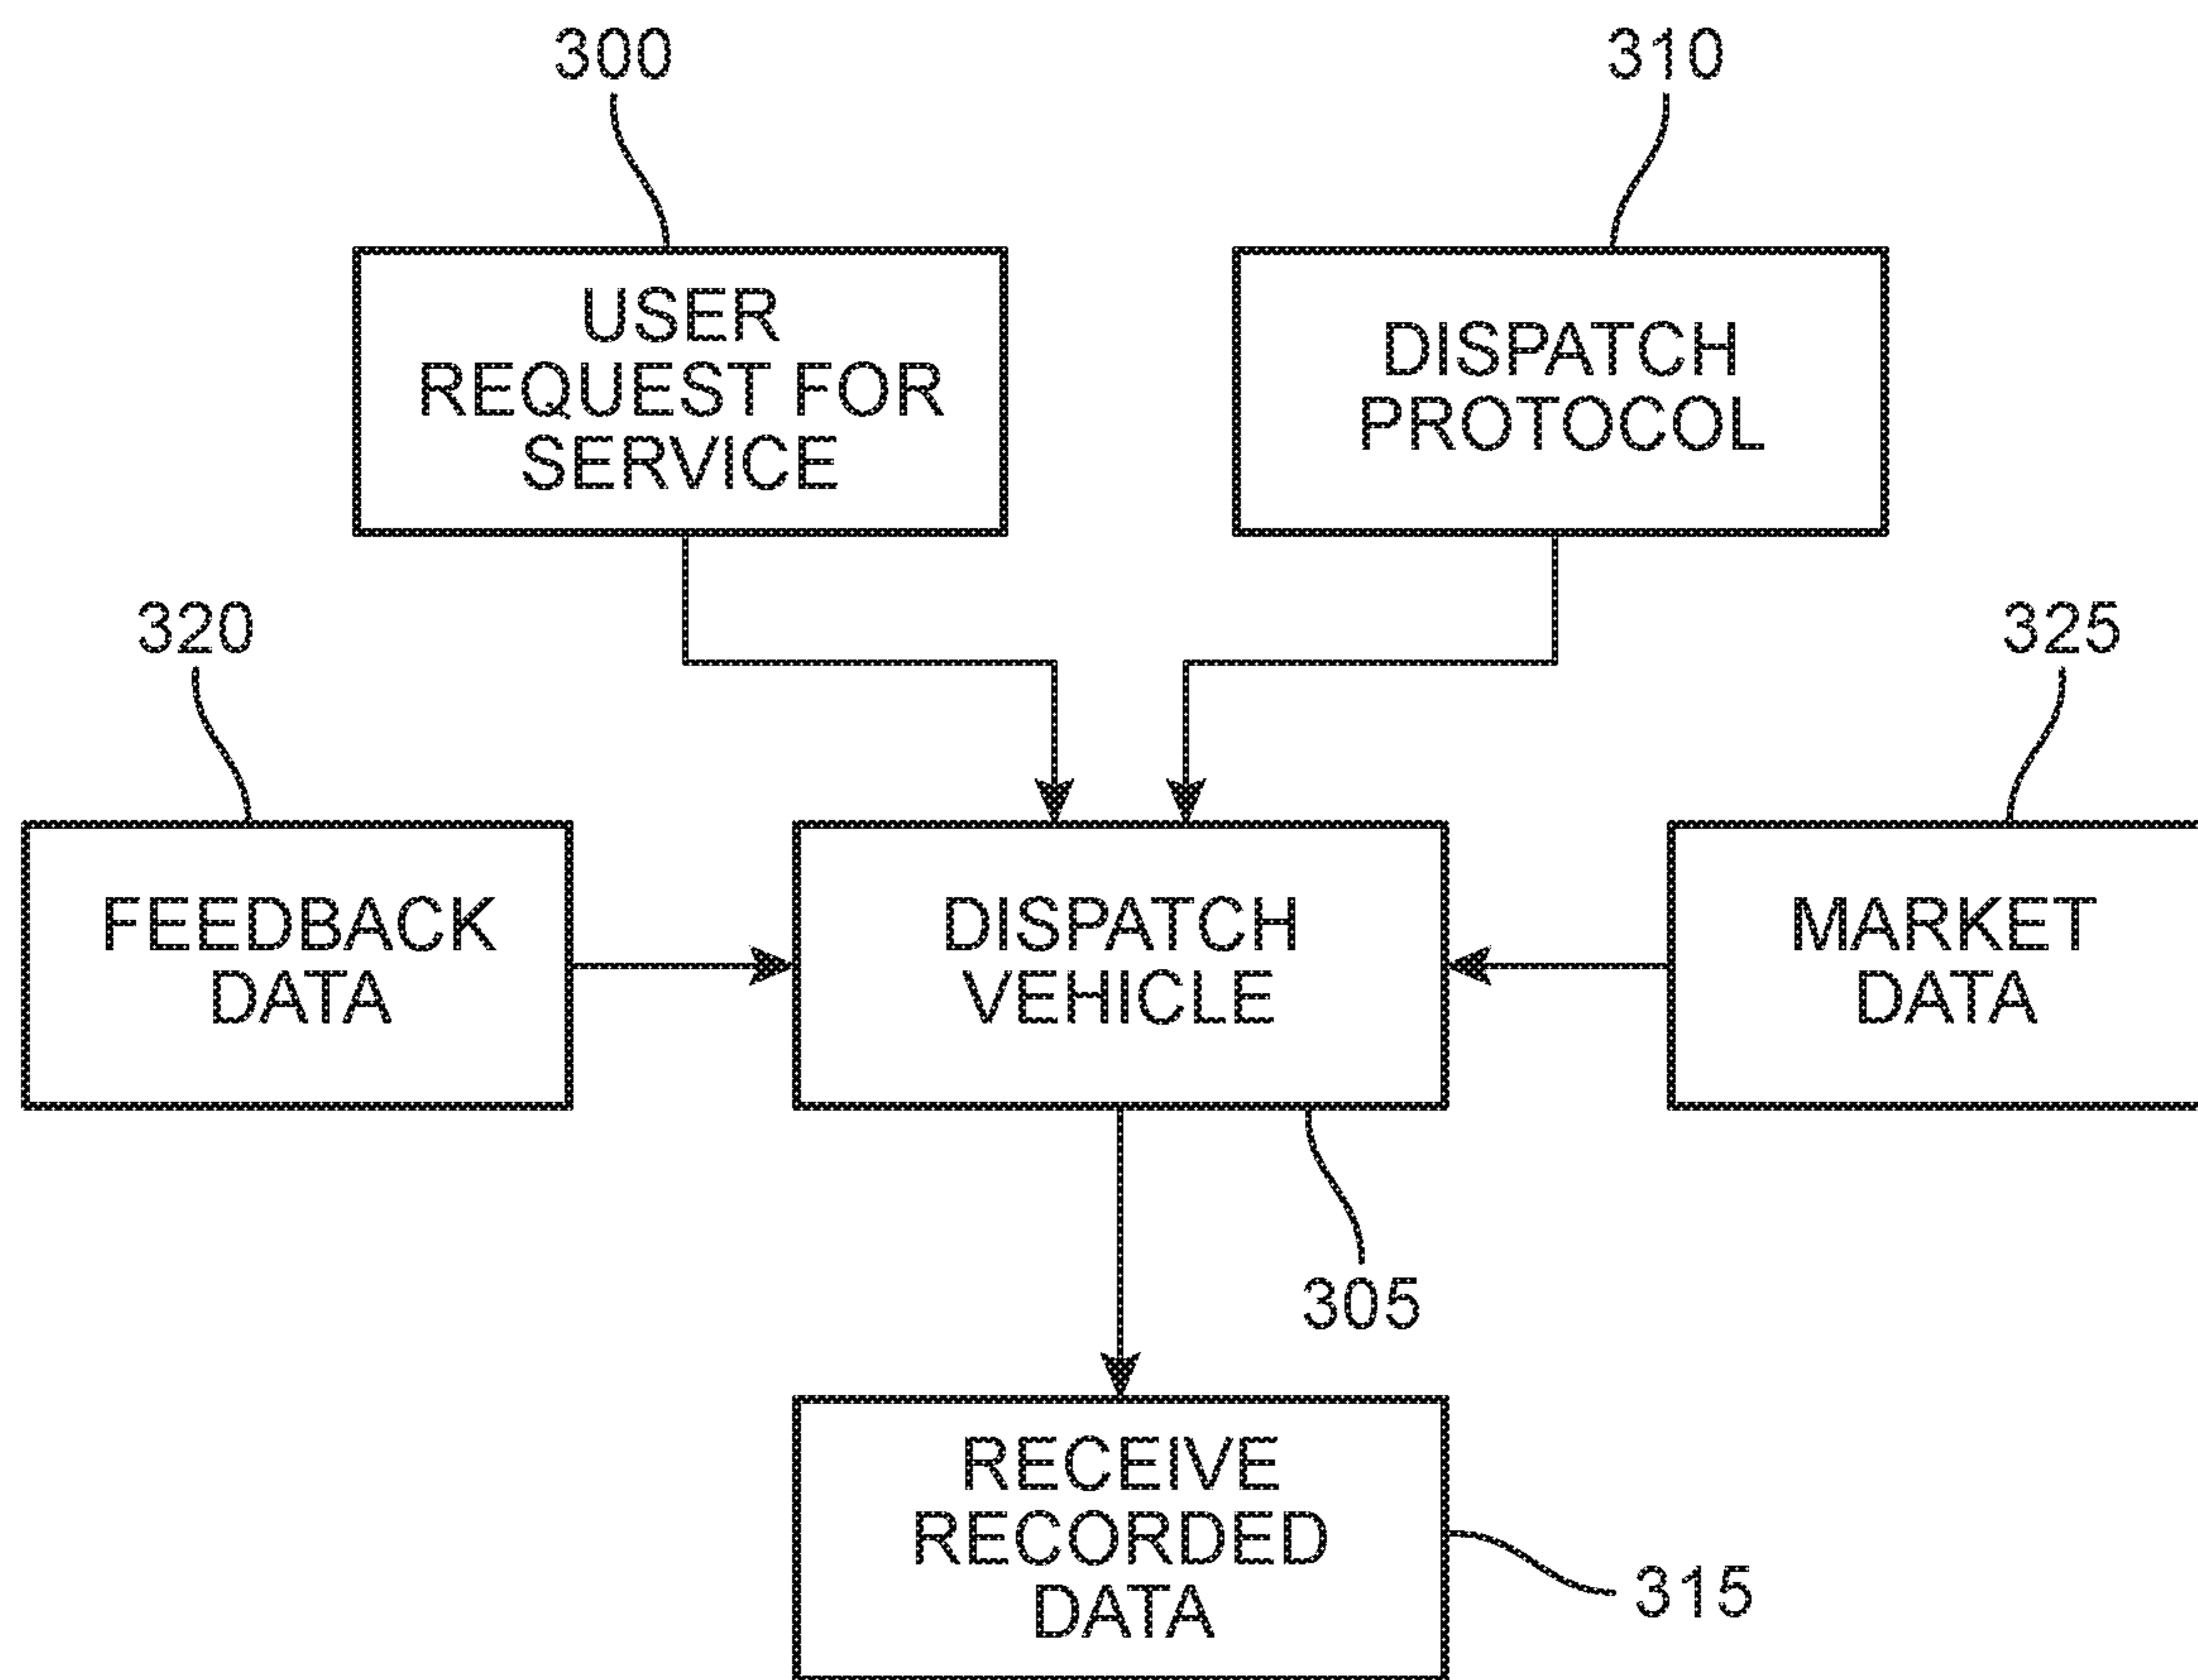 300
310
USER
REQUEST FOR
SERVICE
DISPATCH
PROTOCOL
320
325
FEEDBACK
DATA
DISPATCH
VEHICLE
MARKET
DATA
305
RECEIVE
RECORDED
DATA
315